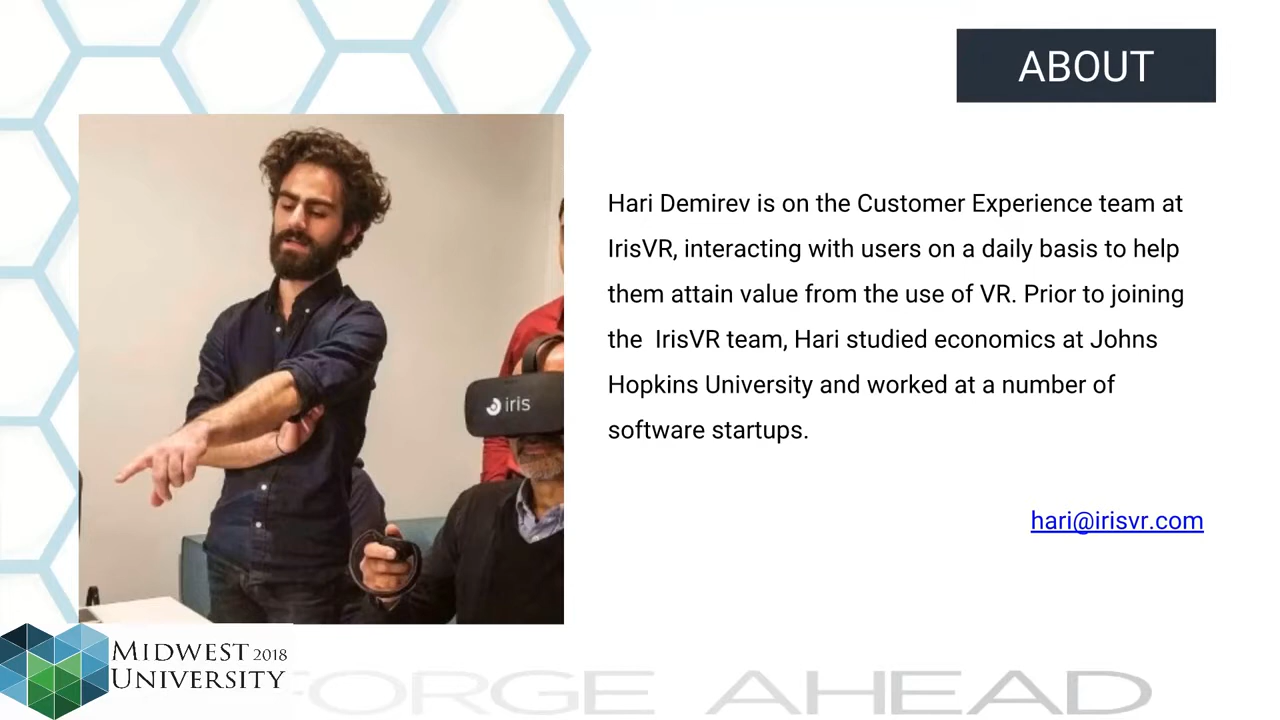 ABOUT
Hari Demirev is on the Customer Experience team at
IrisVR, interacting with users on a daily basis to help
them attain value from the use of VR. Prior to joining
the  IrisVR team, Hari studied economics at Johns
Hopkins University and worked at a number of
software startups.
iris
hari@irisvr.com
MIDWEST 2018
UNIVERSITY
FORGE AHEAD